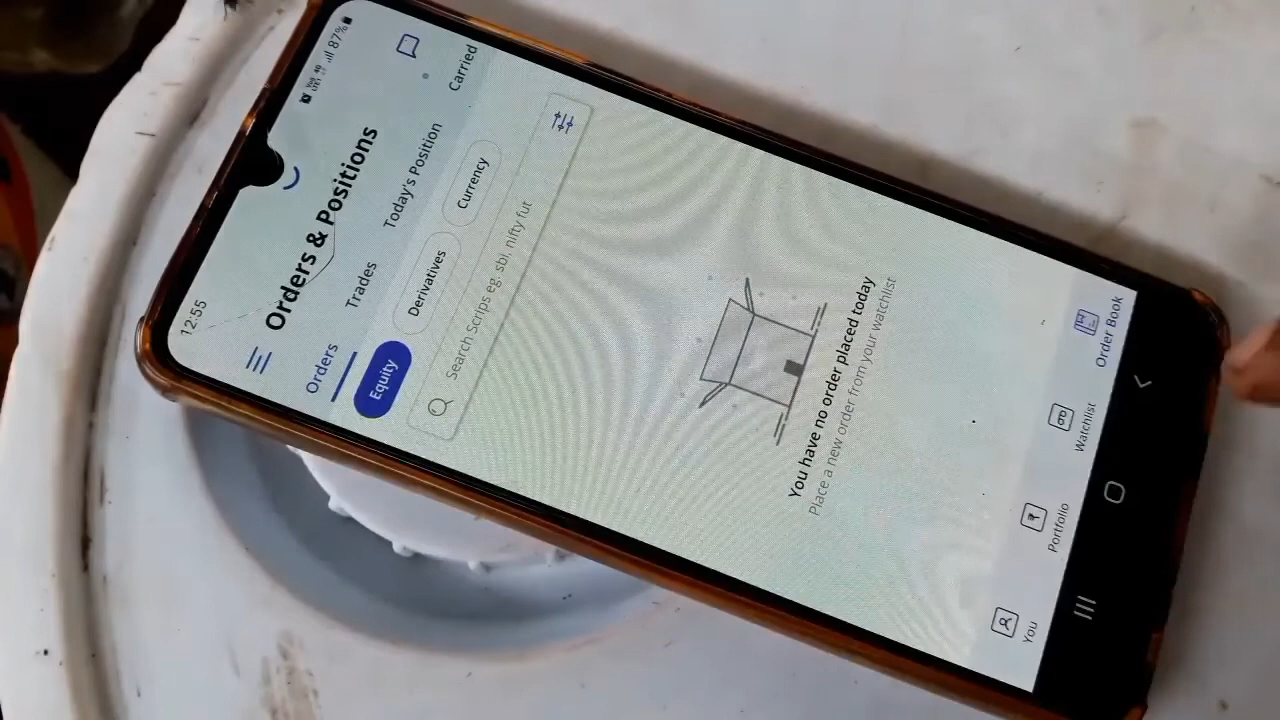 12:55
87%
Orders & Positions
Orders Trades Today's Position Carried
Equity Derivatives Currency
Search Scrips eg. sbi, nifty fut
You have no order placed today
Place a new order from your watchlist
You Portfolio Watchlist Order Book